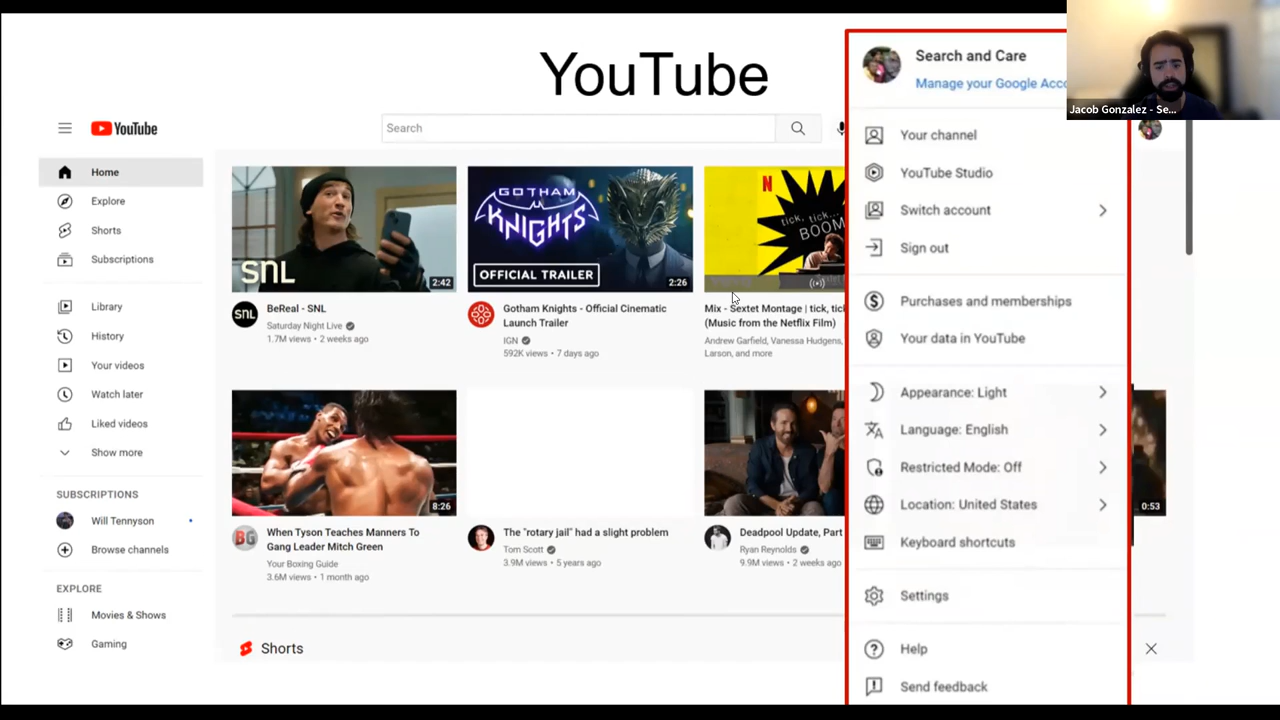 YouTube
Jacob Gonzalez - Se...
YouTube
Search
Home
Explore
Shorts
Subscriptions
Library
History
Your videos
Watch later
Liked videos
Show more
SUBSCRIPTIONS
Will Tennyson
Browse channels
EXPLORE
Movies & Shows
Gaming
SNL
2:42
SNL
BeReal - SNL
Saturday Night Live
1.7M views • 2 weeks ago
GOTHAM
KNIGHTS
OFFICIAL TRAILER
2:26
Gotham Knights - Official Cinematic
Launch Trailer
IGN
592K views • 7 days ago
N
tick, tick...
BOOM
Mix - Sextet Montage | tick, tick
(Music from the Netflix Film)
Andrew Garfield, Vanessa Hudgens,
Larson, and more
8:26
BG
When Tyson Teaches Manners To
Gang Leader Mitch Green
Your Boxing Guide
3.6M views • 1 month ago
The "rotary jail" had a slight problem
Tom Scott
3.9M views • 5 years ago
Deadpool Update, Part
Ryan Reynolds
9.9M views • 2 weeks ago
0:53
Shorts
Search and Care
Manage your Google Acc
Your channel
YouTube Studio
Switch account
Sign out
Purchases and memberships
Your data in YouTube
Appearance: Light
Language: English
Restricted Mode: Off
Location: United States
Keyboard shortcuts
Settings
Help
Send feedback